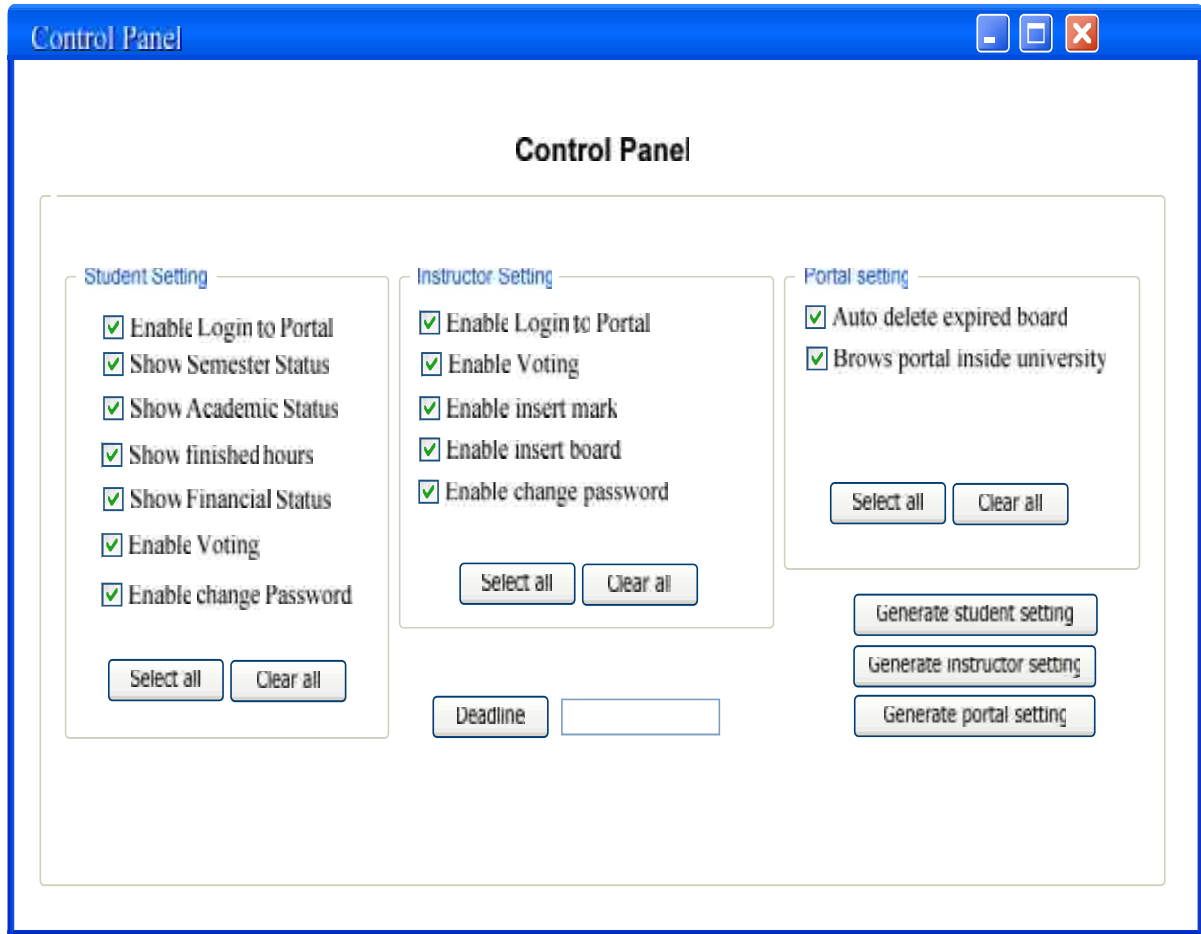 Control Panel
Control Panel
Student Setting
Enable Login to Portal
Show Semester Status
Show Academic Status
Show finished hours
Show Financial Status
Enable Voting
Enable change Password
Select all
Clear all
Instructor Setting
Enable Login to Portal
Enable Voting
Enable insert mark
Enable insert board
Enable change password
Select all
Clear all
Deadline
Portal setting
Auto delete expired board
Brows portal inside university
Select all
Clear all
Generate student setting
Generate instructor setting
Generate portal setting